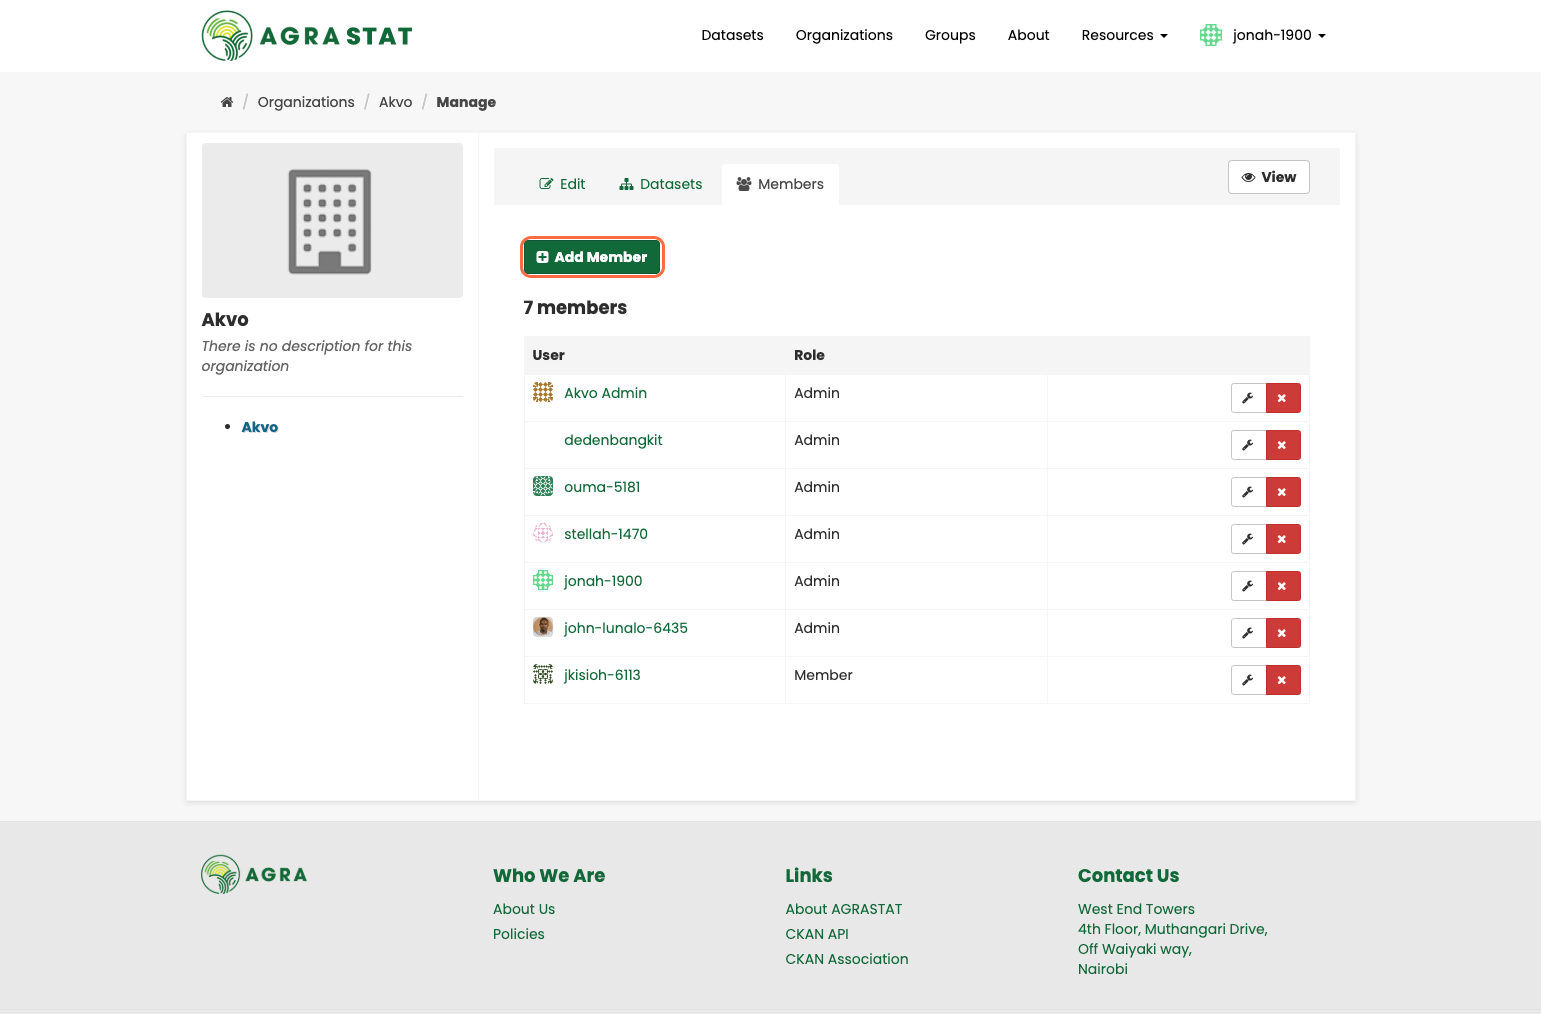 AGRA STAT
Datasets Organizations Groups About Resources jonah-1900
/ Organizations / Akvo / Manage
Edit Datasets Members View
Add Member
7 members
Akvo
There is no description for this
organization
Akvo
User Role
Akvo Admin Admin
dedenbangkit Admin
ouma-5181 Admin
stellah-1470 Admin
jonah-1900 Admin
john-lunalo-6435 Admin
jkisioh-6113 Member
AGRA
Who We Are
About Us
Policies
Links
About AGRASTAT
CKAN API
CKAN Association
Contact Us
West End Towers
4th Floor, Muthangari Drive,
Off Waiyaki way,
Nairobi